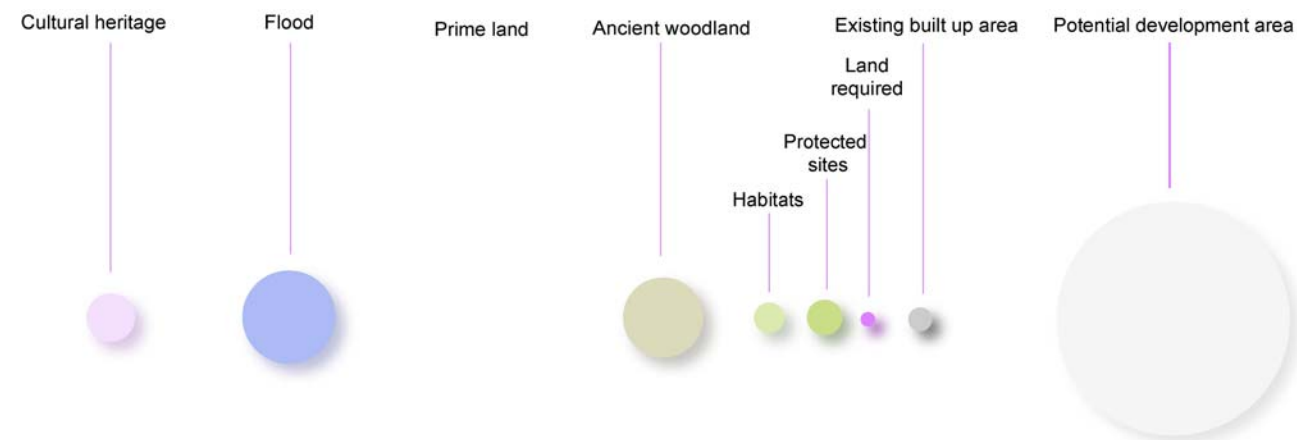 Cultural heritage
Flood
Prime land
Ancient woodland
Existing built up area
Potential development area
Land
required
Protected
sites
Habitats